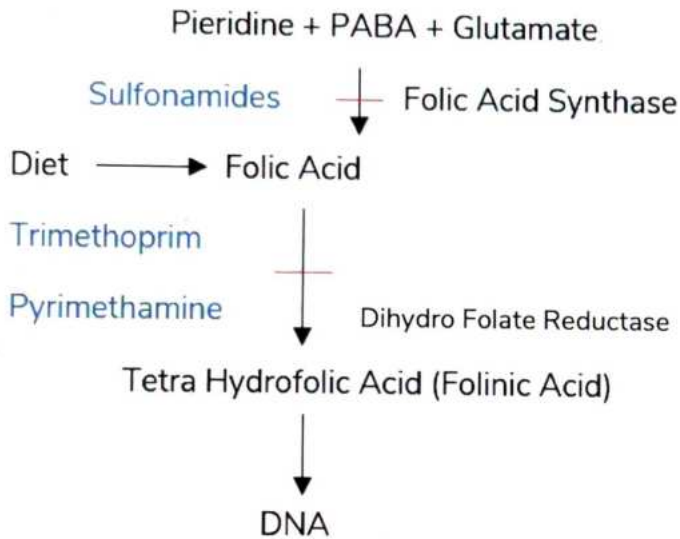 Pieridine + PABA + Glutamate
Sulfonamides Folic Acid Synthase
Diet Folic Acid
Trimethoprim
Pyrimethamine Dihydro Folate Reductase
Tetra Hydrofolic Acid (Folinic Acid)
DNA